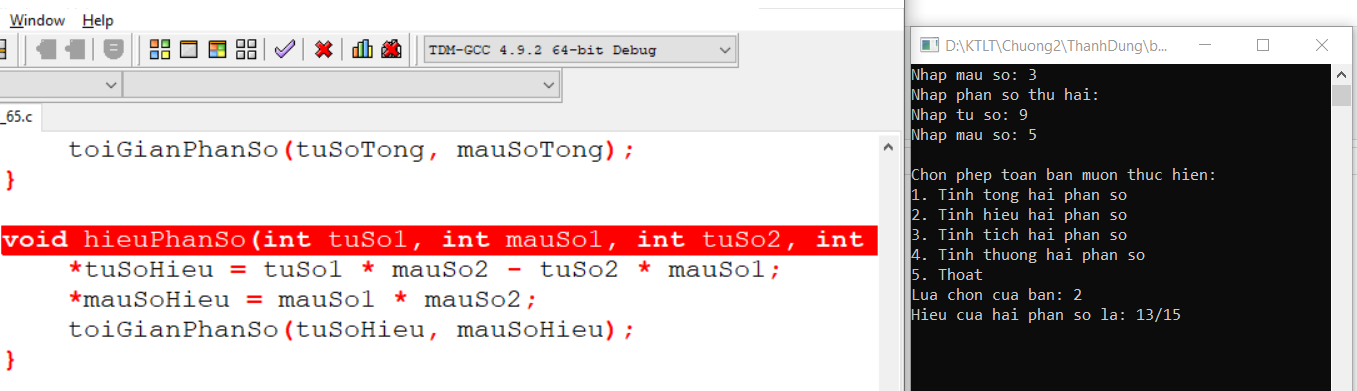 Window Help
TDM-GCC 4.9.2 64-bit Debug
_65.c
toiGianPhanSo(tuSoTong, mauSoTong);
}
void hieuPhanSo(int tuSo1, int mauSo1, int tuSo2, int
*tuSoHieu = tuSo1 * mauSo2 - tuSo2 * mauSo1;
*mauSoHieu = mauSo1 * mauSo2;
toiGianPhanSo(tuSoHieu, mauSoHieu);
}
D:\KTLT\Chuong2\ThanhDung\b...
Nhap mau so: 3
Nhap phan so thu hai:
Nhap tu so: 9
Nhap mau so: 5
Chon phep toan ban muon thuc hien:
1. Tinh tong hai phan so
2. Tinh hieu hai phan so
3. Tinh tich hai phan so
4. Tinh thuong hai phan so
5. Thoat
Lua chon cua ban: 2
Hieu cua hai phan so la: 13/15